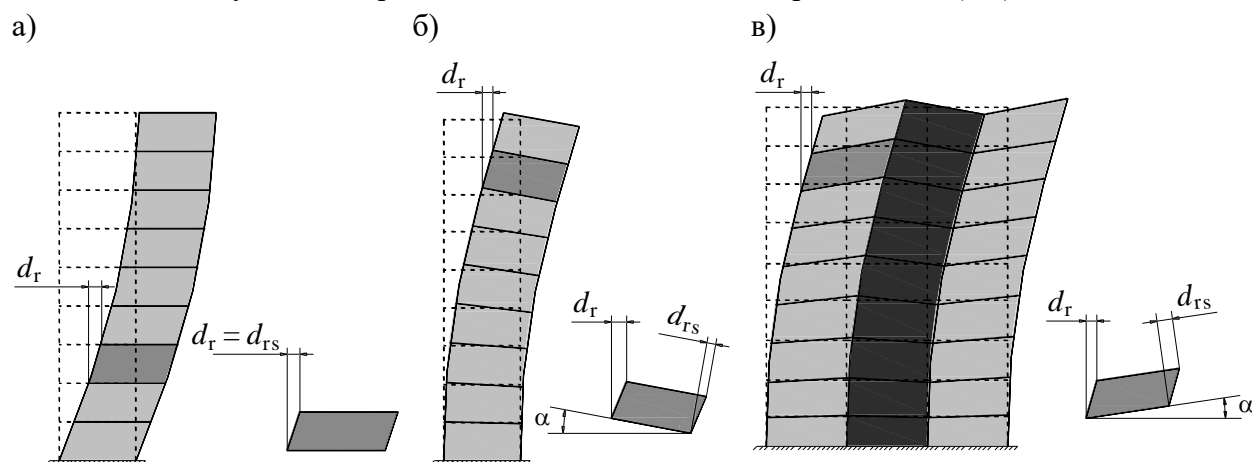 а)
б)
в)
d_r
d_r
d_r
d_r = d_rs
d_r
d_rs
α
d_r
d_rs
α